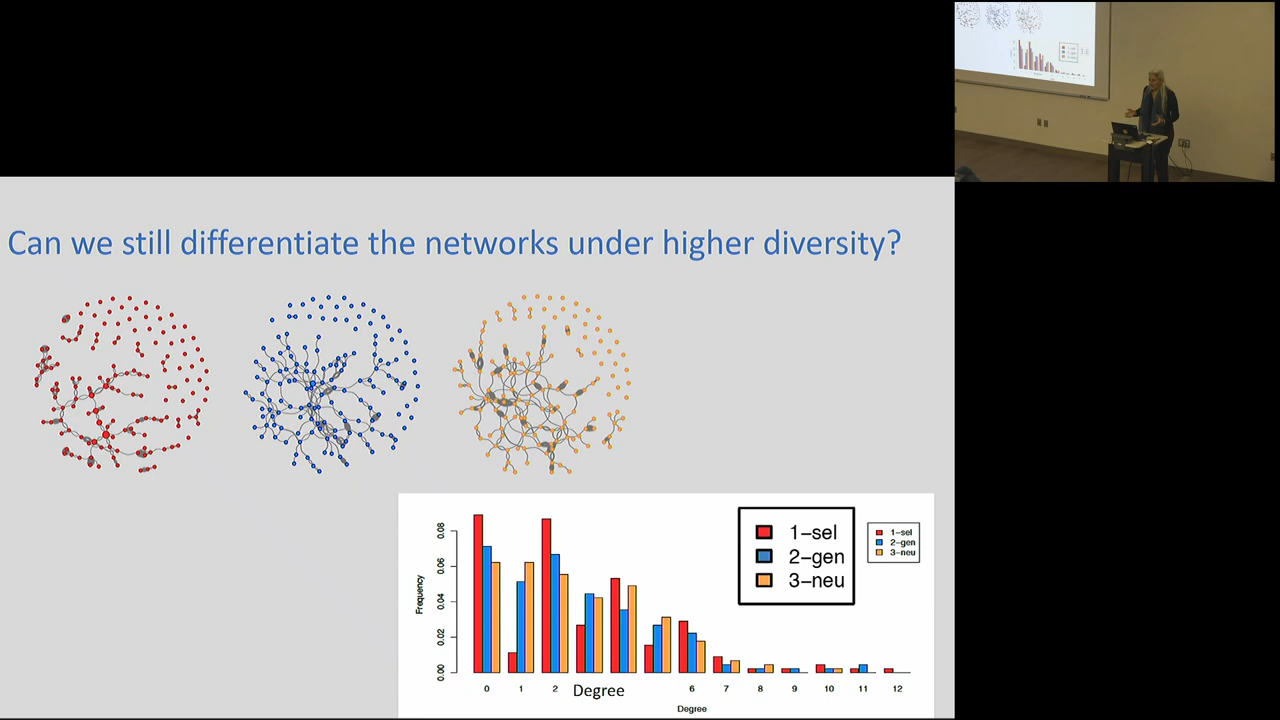 Can we still differentiate the networks under higher diversity?
1-sel
2-gen
3-neu
1-sel
2-gen
3-neu
Frequency
0.08
0.06
0.04
0.02
0.00
0 1 2 6 7 8 9 10 11 12
Degree
Degree